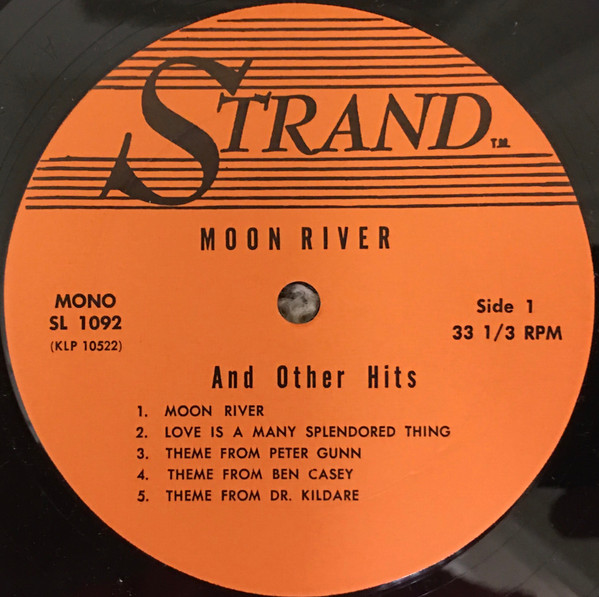 STRAND T.M.
MOON RIVER
MONO
SL 1092
(KLP 10522)
Side 1
33 1/3 RPM
And Other Hits
1. MOON RIVER
2. LOVE IS A MANY SPLENDORED THING
3. THEME FROM PETER GUNN
4. THEME FROM BEN CASEY
5. THEME FROM DR. KILDARE